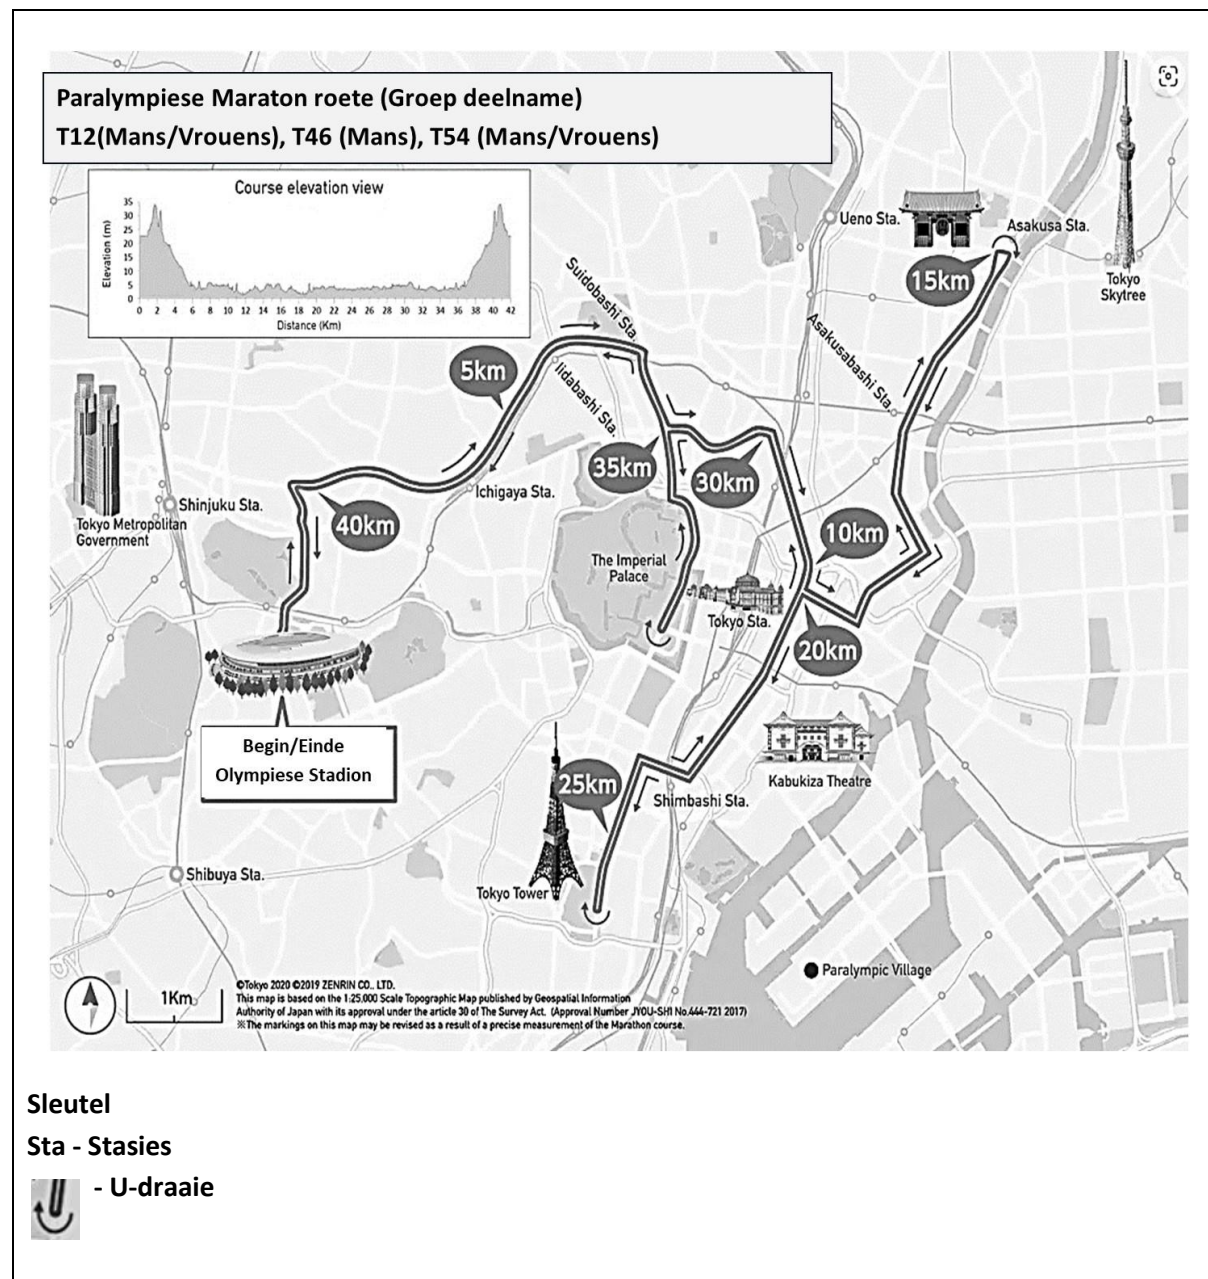 Paralympiese Maraton roete (Groep deelname)
T12(Mans/Vrouens), T46 (Mans), T54 (Mans/Vrouens)
Course elevation view
Elevation (m)
35
30
25
20
15
10
5
0
0 2 4 6 8 10 12 14 16 18 20 22 24 26 28 30 32 34 36 38 40 42
Distance (Km)
Ueno Sta.
Asakusa Sta.
Tokyo
Skytree
15km
Suidobashi Sta.
Asakusabashi Sta.
5km
Iidabashi Sta.
35km
30km
Ichigaya Sta.
Shinjuku Sta.
Tokyo Metropolitan
Government
40km
10km
The Imperial
Palace
Tokyo Sta.
20km
Begin/Einde
Olympiese Stadion
Kabukiza Theatre
25km
Shimbashi Sta.
Shibuya Sta.
Tokyo Tower
Paralympic Village
1Km
©Tokyo 2020 ©2019 ZENRIN CO., LTD.
This map is based on the 1:25,000 Scale Topographic Map published by Geospatial Information
Authority of Japan with its approval under the article 30 of The Survey Act. (Approval Number JYOU-SHI No.444-721 2017)
※The markings on this map may be revised as a result of a precise measurement of the Marathon course.
Sleutel
Sta - Stasies
- U-draaie